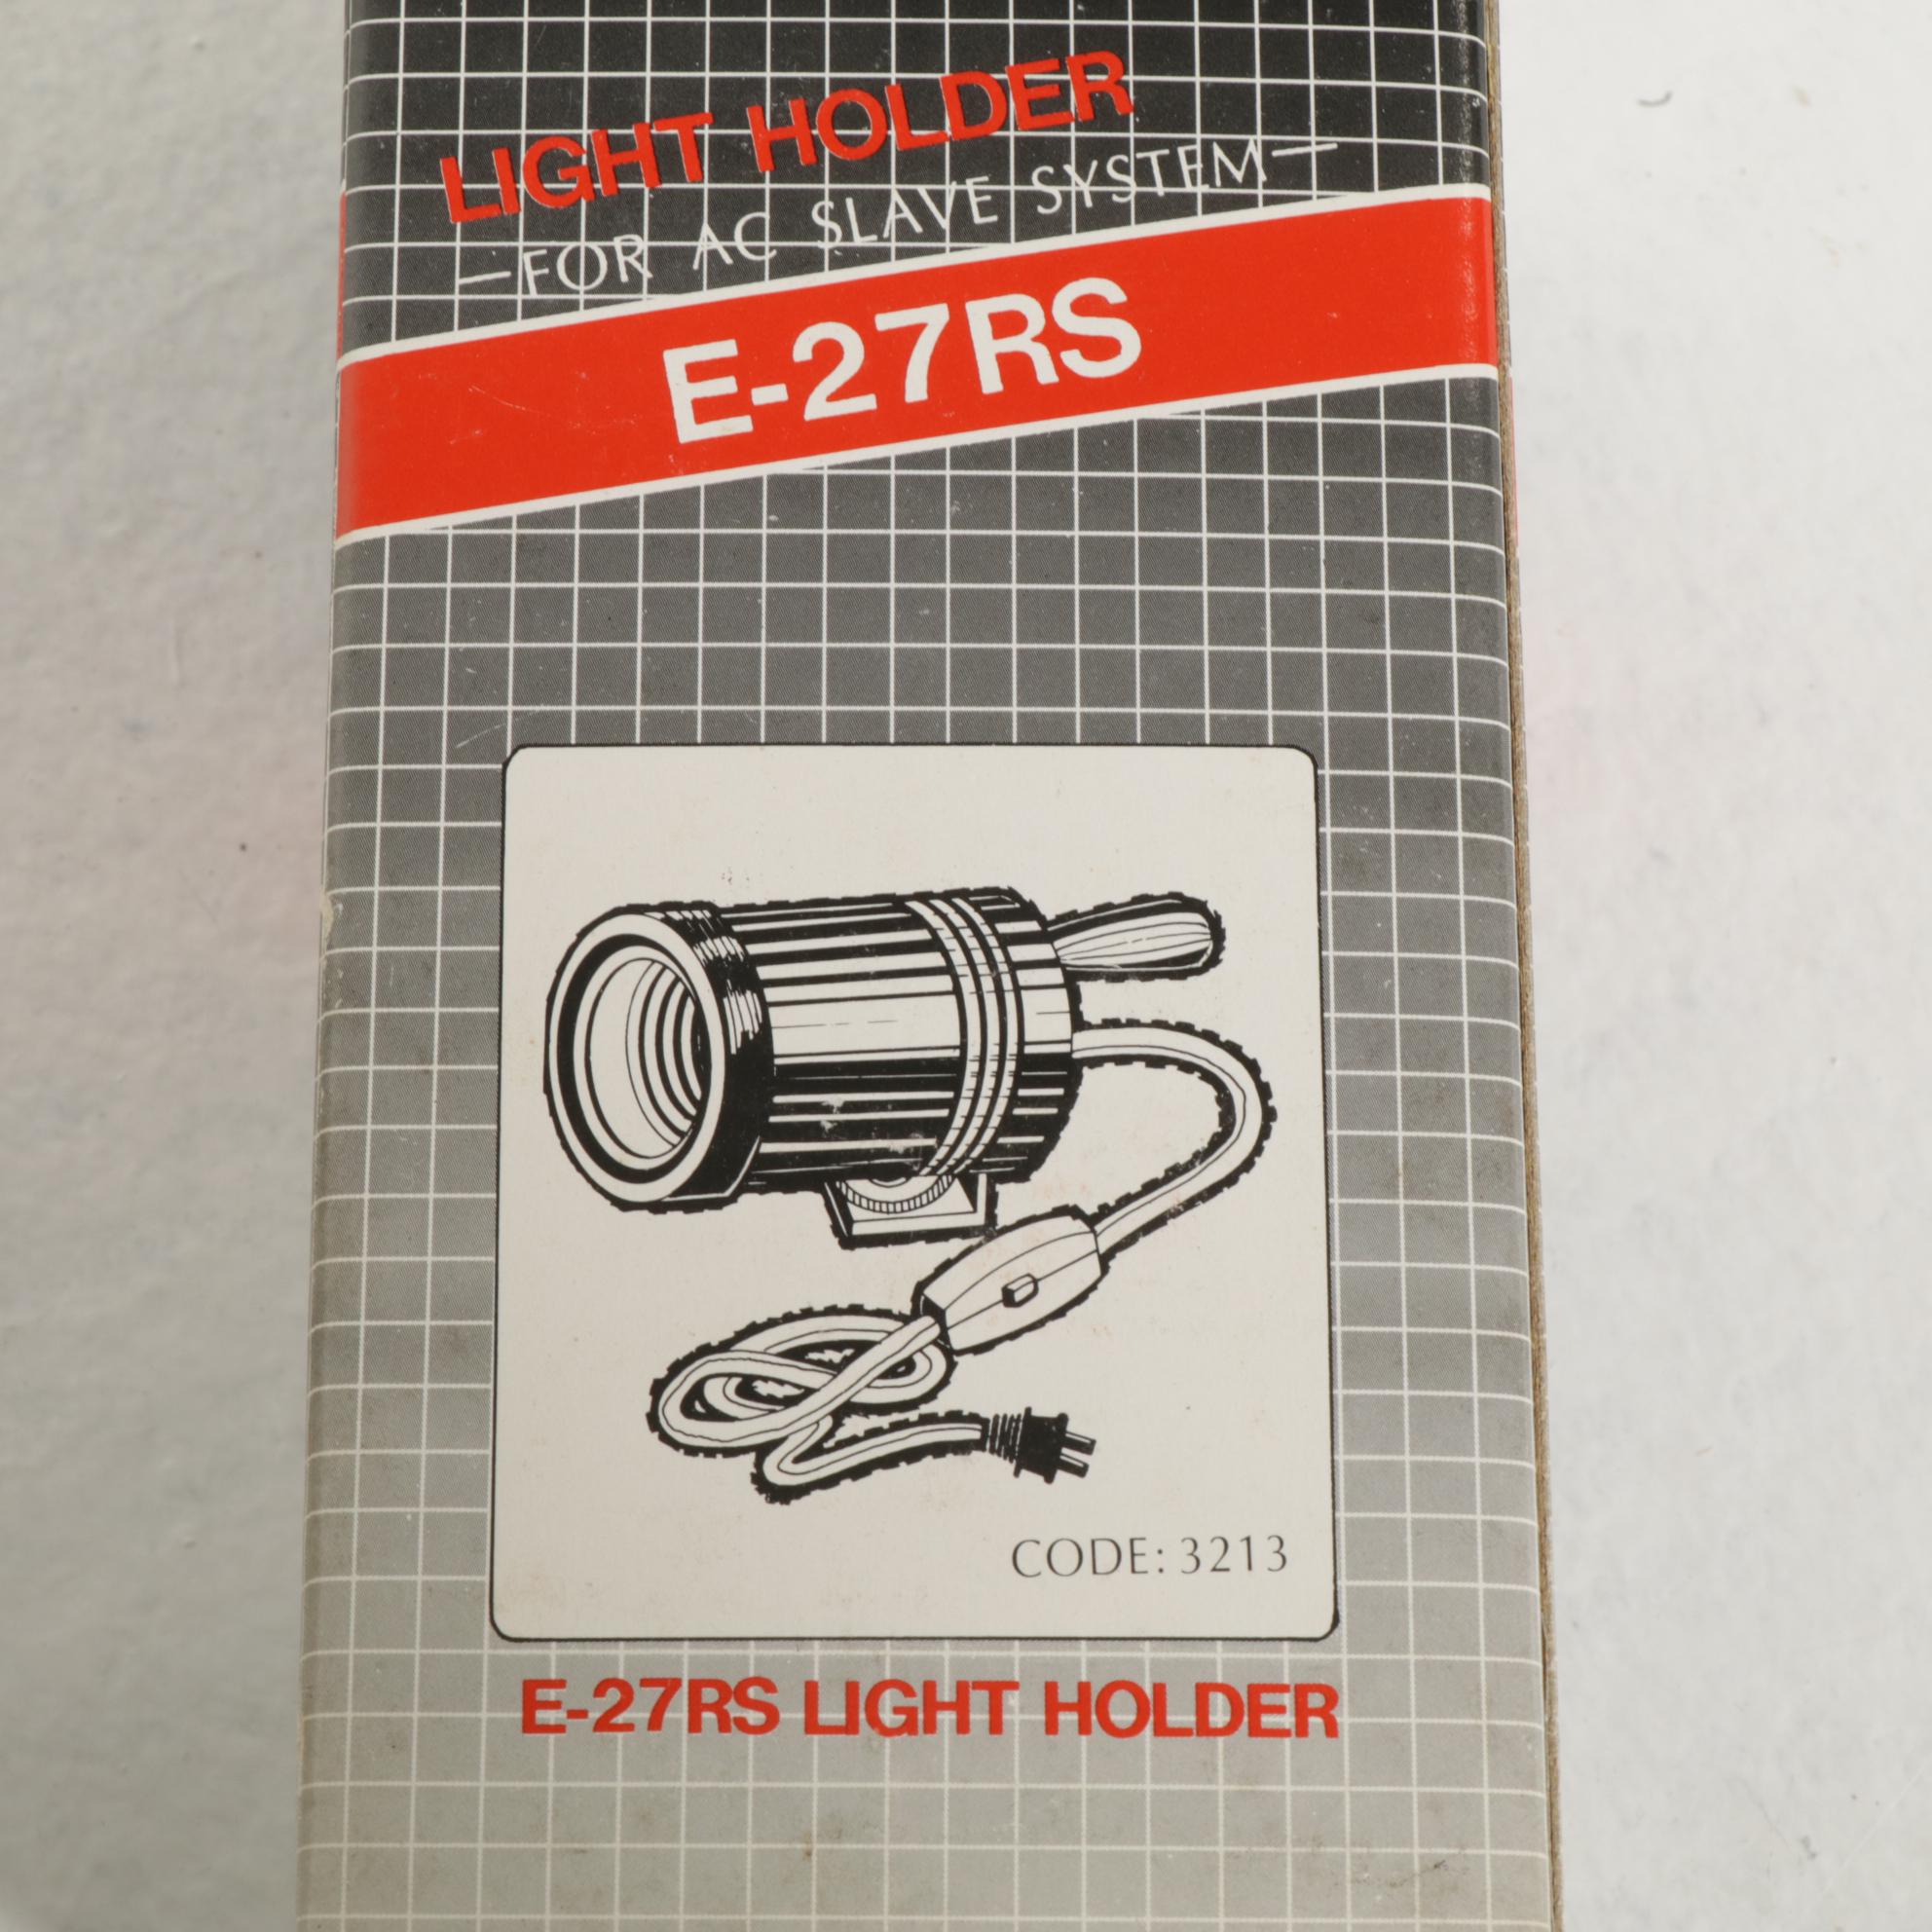 LIGHT HOLDER
—FOR AC SLAVE SYSTEM—
E-27RS
CODE: 3213
E-27RS LIGHT HOLDER